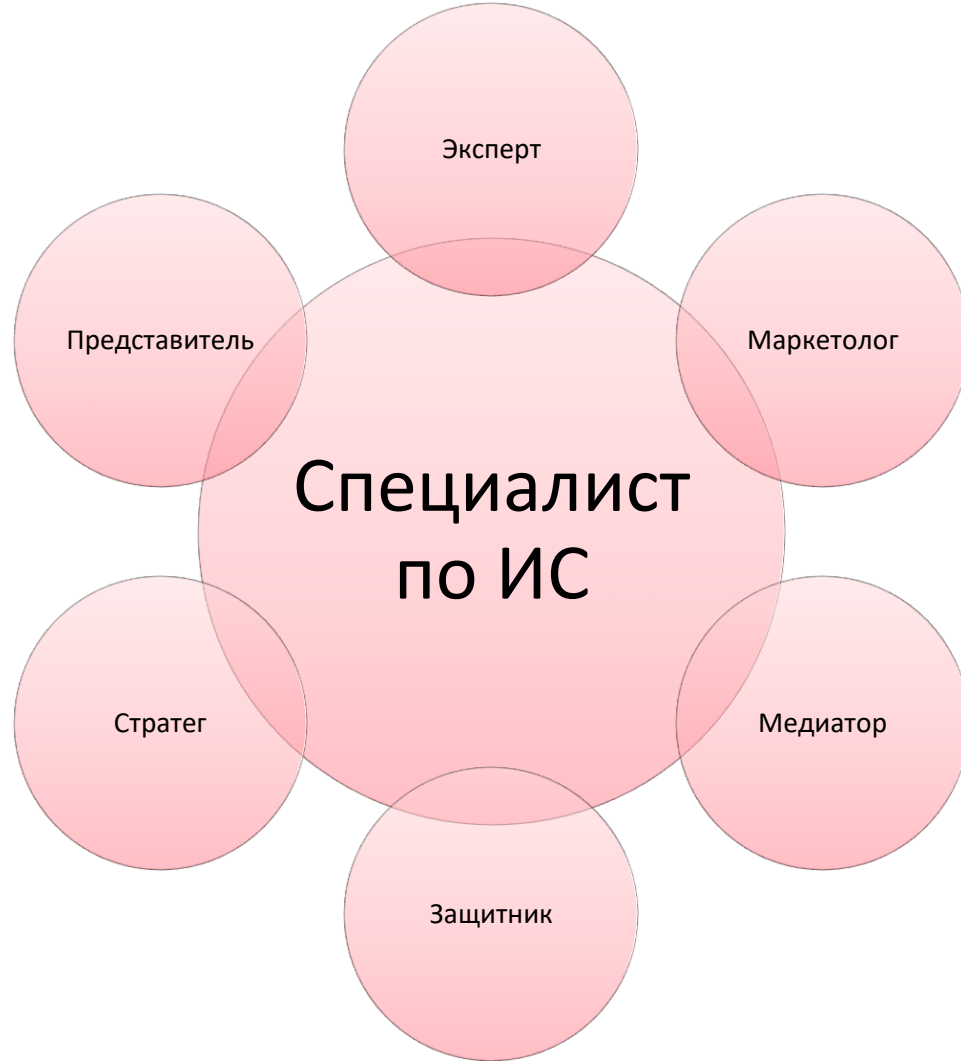 Эксперт
Представитель
Маркетолог
Специалист
по ИС
Стратег
Медиатор
Защитник